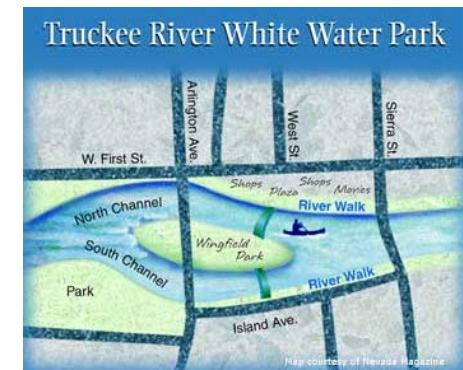 Truckee River White Water Park
Arlington Ave.
West St.
Sierra St.
W. First St.
Shops
Plaza
Shops
Movies
River Walk
North Channel
South Channel
Wingfield
Park
Park
River Walk
Island Ave.
Map courtesy of Nevada Magazine